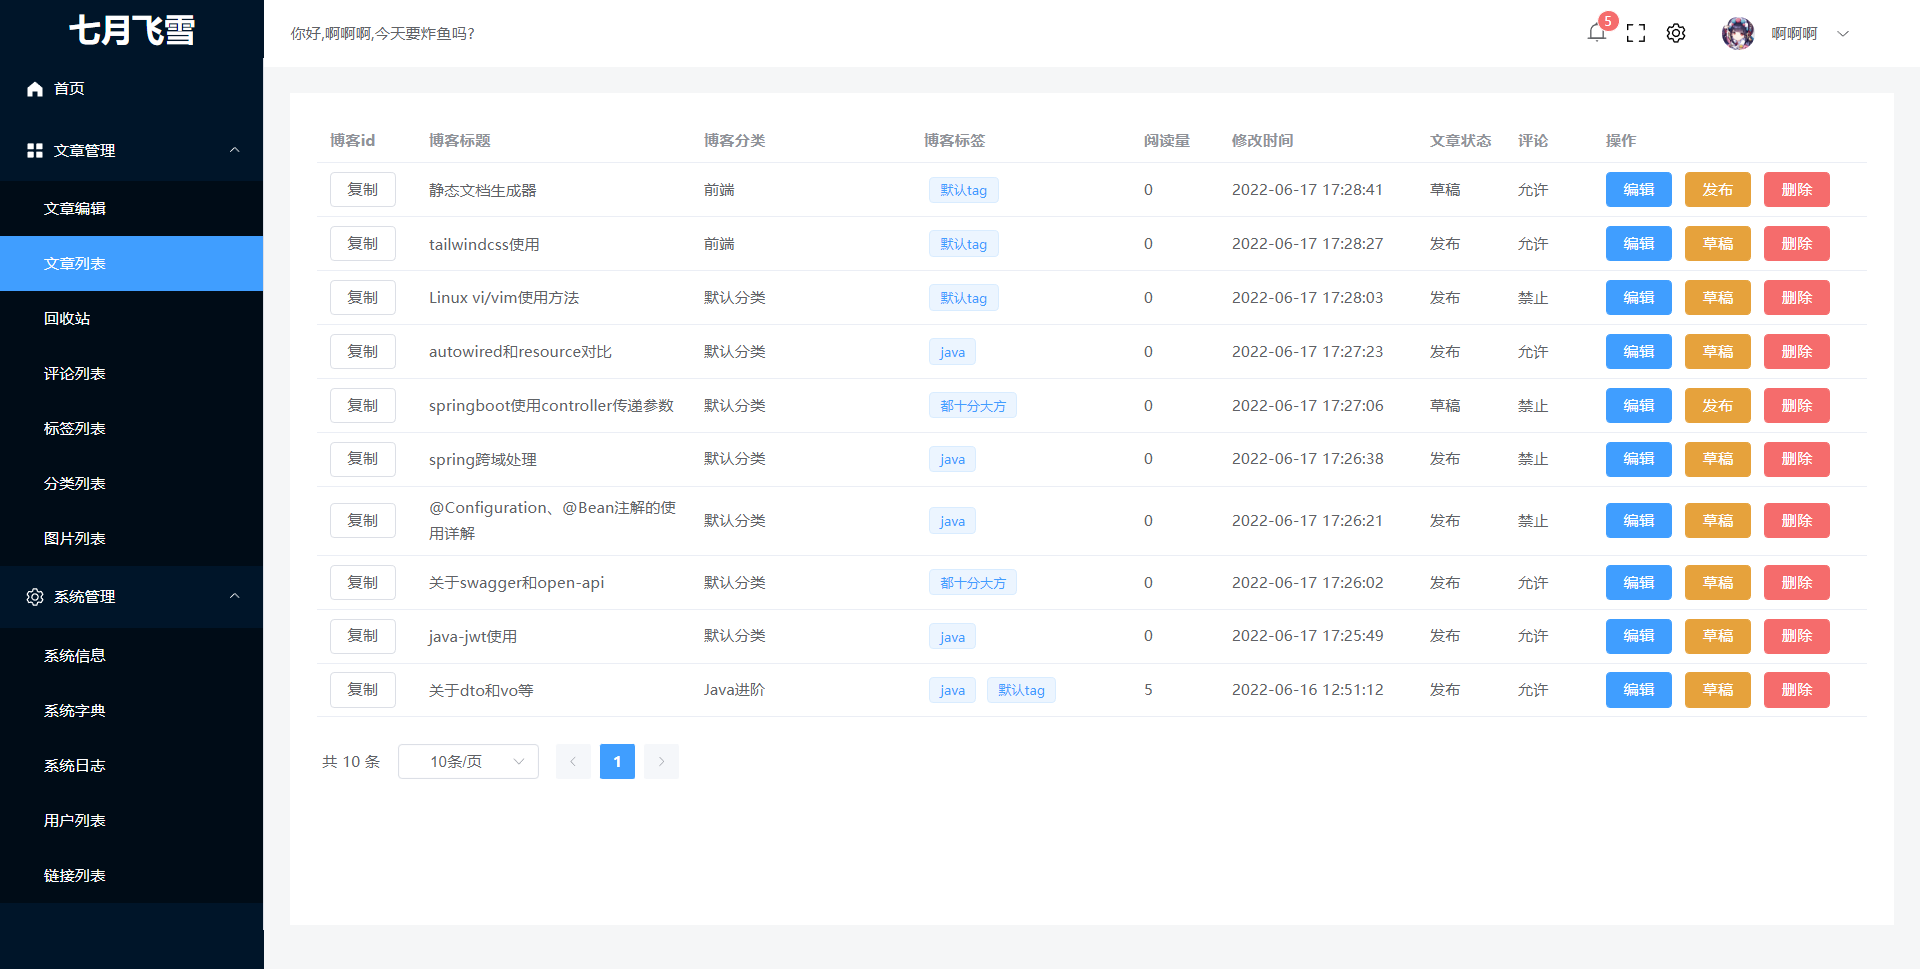 七月飞雪
首页
文章管理
文章编辑
文章列表
回收站
评论列表
标签列表
分类列表
图片列表
系统管理
系统信息
系统字典
系统日志
用户列表
链接列表
你好,啊啊啊,今天要炸鱼吗?
5
啊啊啊
博客id 博客标题 博客分类 博客标签 阅读量 修改时间 文章状态 评论 操作
复制 静态文档生成器 前端 默认tag 0 2022-06-17 17:28:41 草稿 允许 编辑 发布 删除
复制 tailwindcss使用 前端 默认tag 0 2022-06-17 17:28:27 发布 允许 编辑 草稿 删除
复制 Linux vi/vim使用方法 默认分类 默认tag 0 2022-06-17 17:28:03 发布 禁止 编辑 草稿 删除
复制 autowired和resource对比 默认分类 java 0 2022-06-17 17:27:23 发布 允许 编辑 草稿 删除
复制 springboot使用controller传递参数 默认分类 都十分大方 0 2022-06-17 17:27:06 草稿 禁止 编辑 发布 删除
复制 spring跨域处理 默认分类 java 0 2022-06-17 17:26:38 发布 禁止 编辑 草稿 删除
复制 @Configuration、@Bean注解的使 默认分类 java 0 2022-06-17 17:26:21 发布 禁止 编辑 草稿 删除
用详解
复制 关于swagger和open-api 默认分类 都十分大方 0 2022-06-17 17:26:02 发布 允许 编辑 草稿 删除
复制 java-jwt使用 默认分类 java 0 2022-06-17 17:25:49 发布 允许 编辑 草稿 删除
复制 关于dto和vo等 Java进阶 java 默认tag 5 2022-06-16 12:51:12 发布 允许 编辑 草稿 删除
共 10 条 10条/页 1